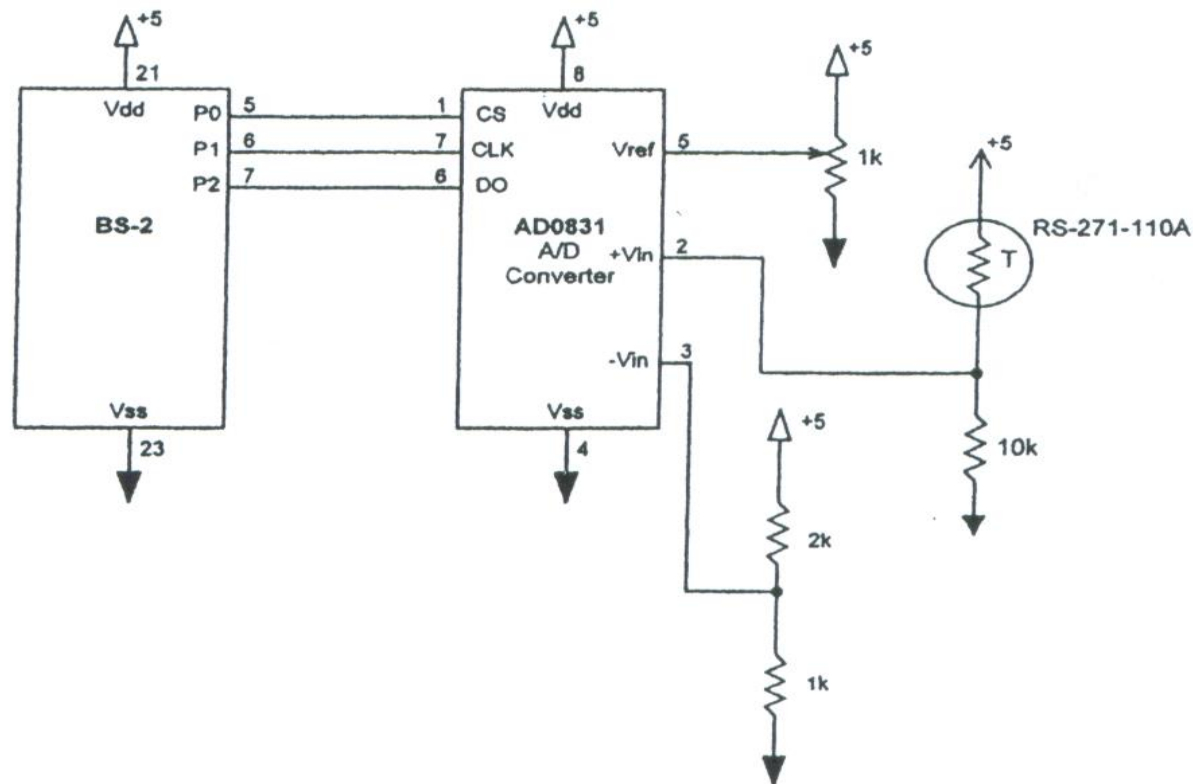 +5
21
Vdd
P0 5
P1 6
P2 7
BS-2
Vss
23
+5
8
Vdd
1 CS
7 CLK
6 DO
Vref 5
AD0831
A/D
Converter
+Vin 2
-Vin 3
Vss
4
+5
1k
+5
RS-271-110A
T
10k
+5
2k
1k